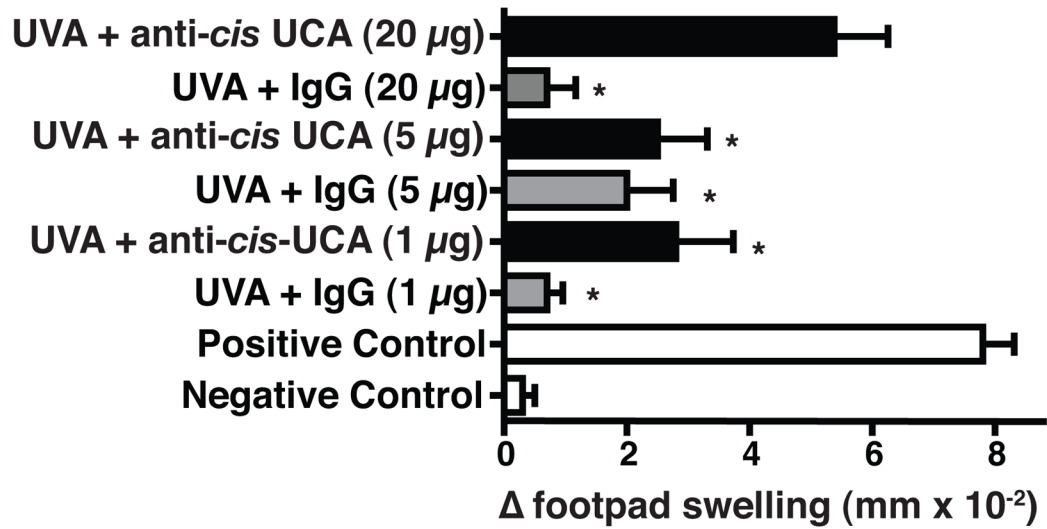 UVA + anti-cis UCA (20 µg)
UVA + IgG (20 µg) *
UVA + anti-cis UCA (5 µg) *
UVA + IgG (5 µg) *
UVA + anti-cis-UCA (1 µg) *
UVA + IgG (1 µg) *
Positive Control
Negative Control
0 2 4 6 8
Δ footpad swelling (mm x 10⁻²)